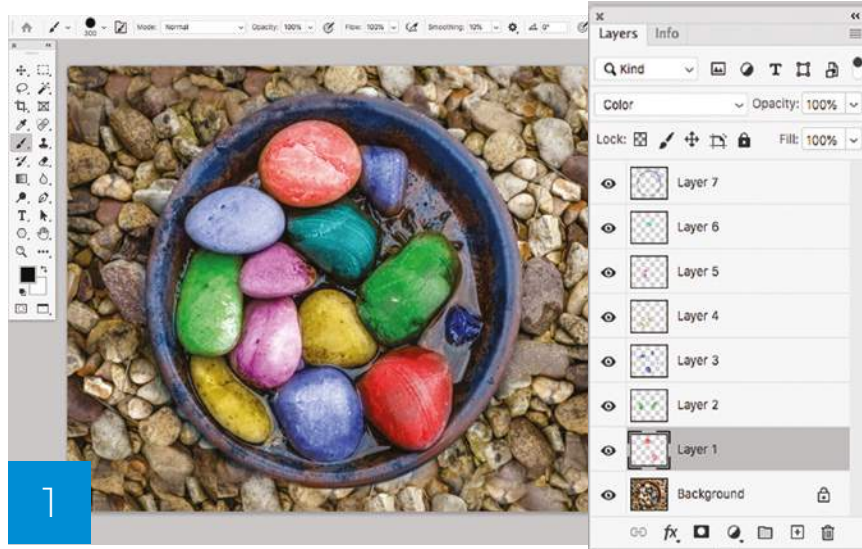 300 Mode: Normal Opacity: 100% Flow: 100% Smoothing: 10% 0°
Layers Info
Kind
Color Opacity: 100%
Lock: Fill: 100%
Layer 7
Layer 6
Layer 5
Layer 4
Layer 3
Layer 2
Layer 1
Background
fx
1